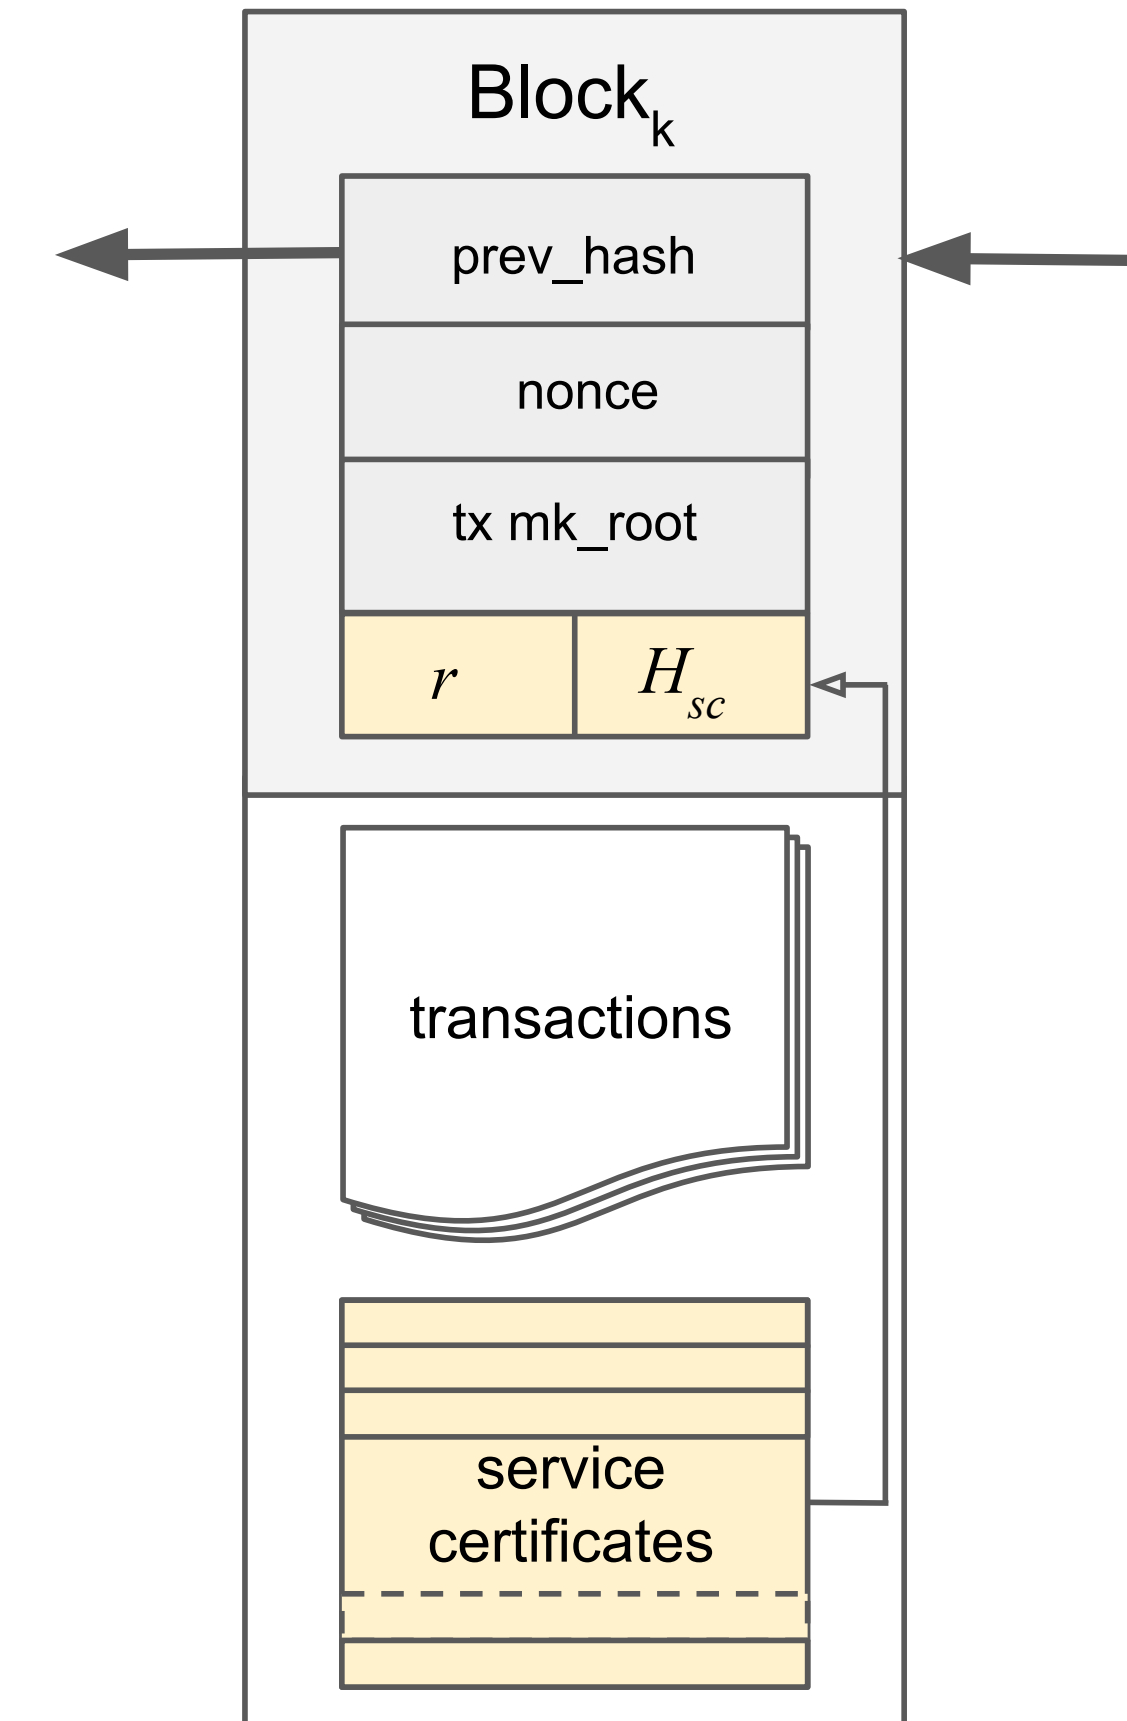 Block_k
prev_hash
nonce
tx mk_root
r
H_sc
transactions
service
certificates